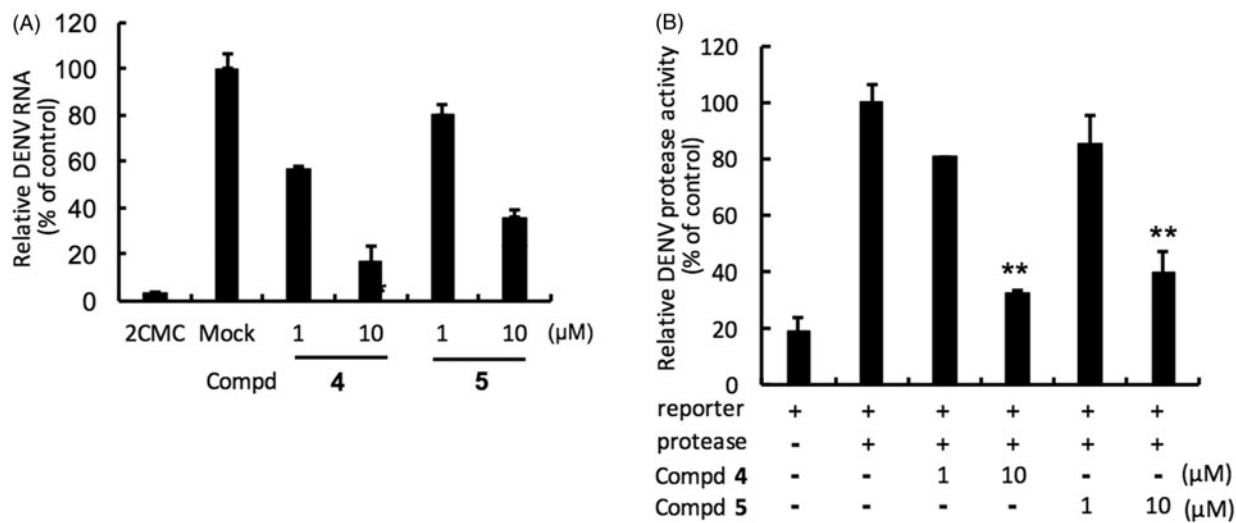 (A)
Relative DENV RNA
(% of control)
120
100
80
60
40
20
0
2CMC Mock 1 10 1 10 (μM)
Compd 4 5
(B)
Relative DENV protease activity
(% of control)
120
100
80
60
40
20
0
** **
reporter + + + + + +
protease - + + + + +
Compd 4 - - 1 10 - - (μM)
Compd 5 - - - - 1 10 (μM)